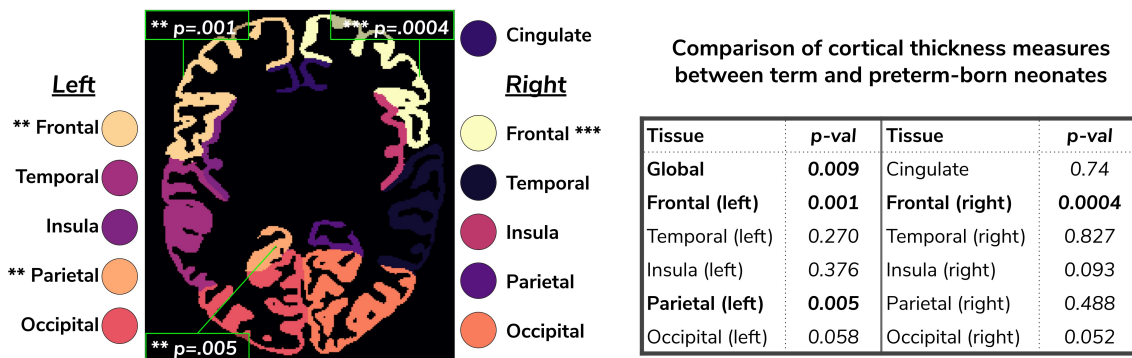 ** p=.001
*** p=.0004
Cingulate
Left
Right
** Frontal
Temporal
Insula
** Parietal
Occipital
Frontal ***
Temporal
Insula
Parietal
Occipital
** p=.005
Comparison of cortical thickness measures
between term and preterm-born neonates
Tissue p-val Tissue p-val
Global 0.009 Cingulate 0.74
Frontal (left) 0.001 Frontal (right) 0.0004
Temporal (left) 0.270 Temporal (right) 0.827
Insula (left) 0.376 Insula (right) 0.093
Parietal (left) 0.005 Parietal (right) 0.488
Occipital (left) 0.058 Occipital (right) 0.052